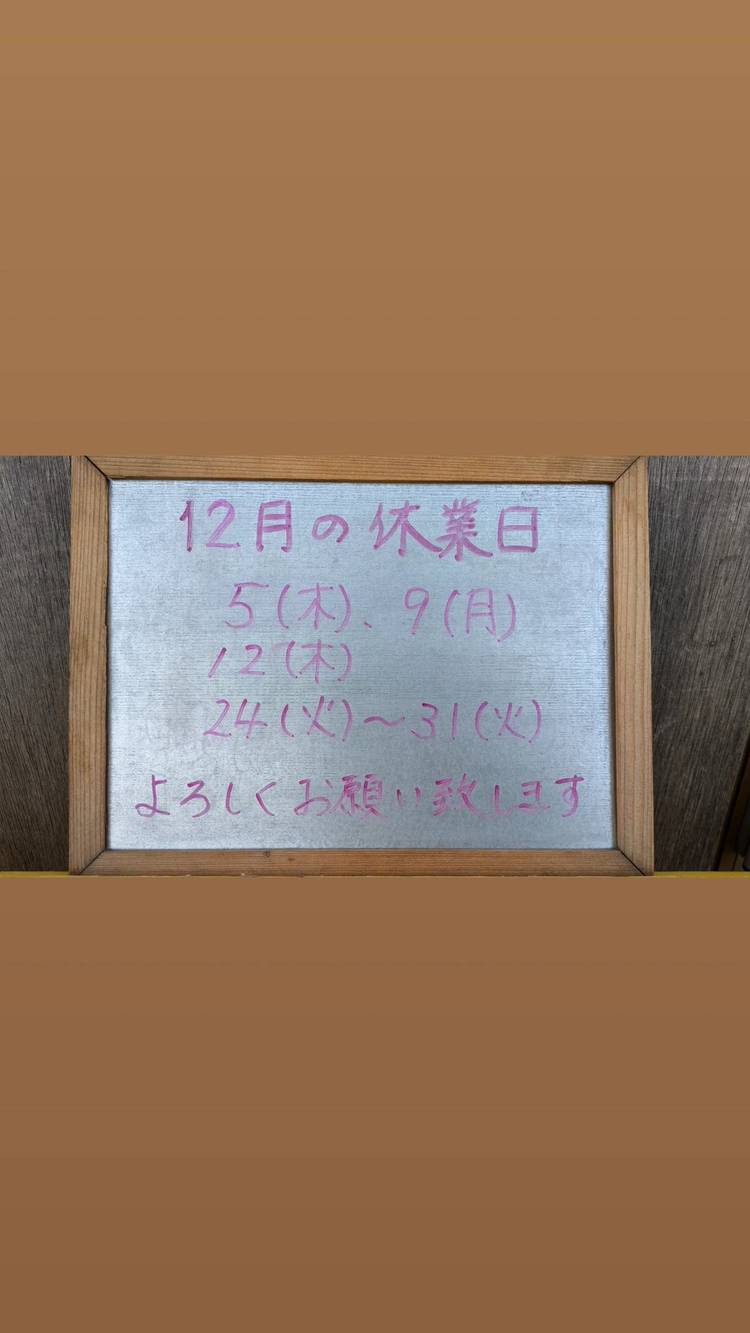 12月の休業日
5(木)、9(月)
12(木)
24(火)～31(火)
よろしくお願い致します